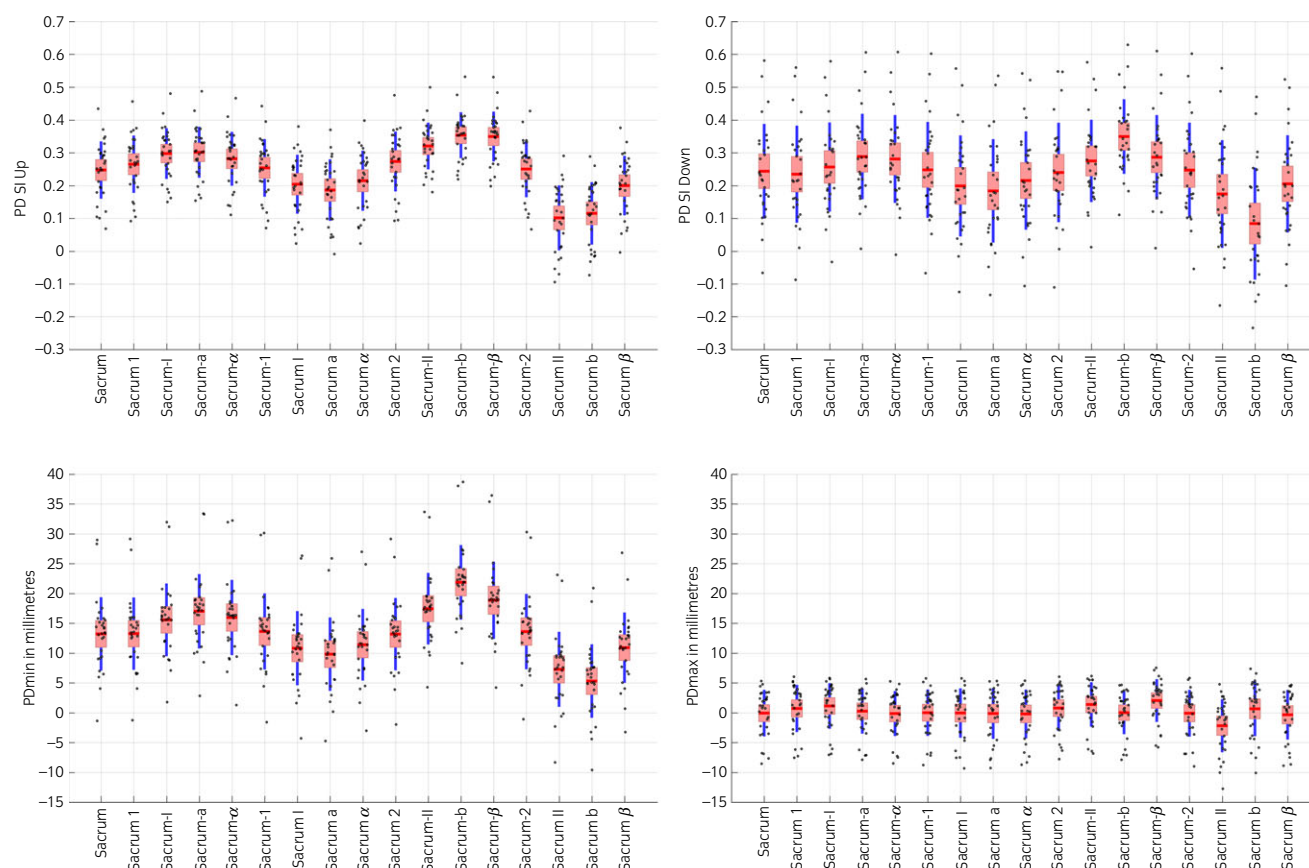 PD SI Up
0.7
0.6
0.5
0.4
0.3
0.2
0.1
0
−0.1
−0.2
−0.3
Sacrum
Sacrum 1
Sacrum-I
Sacrum-a
Sacrum-α
Sacrum-1
Sacrum I
Sacrum a
Sacrum α
Sacrum 2
Sacrum-II
Sacrum-b
Sacrum-β
Sacrum-2
Sacrum II
Sacrum b
Sacrum β
PD SI Down
0.7
0.6
0.5
0.4
0.3
0.2
0.1
0
−0.1
−0.2
−0.3
Sacrum
Sacrum 1
Sacrum-I
Sacrum-a
Sacrum-α
Sacrum-1
Sacrum I
Sacrum a
Sacrum α
Sacrum 2
Sacrum-II
Sacrum-b
Sacrum-β
Sacrum-2
Sacrum II
Sacrum b
Sacrum β
PDmin in millimetres
40
35
30
25
20
15
10
5
0
−5
−10
−15
Sacrum
Sacrum 1
Sacrum-I
Sacrum-a
Sacrum-α
Sacrum-1
Sacrum I
Sacrum a
Sacrum α
Sacrum 2
Sacrum-II
Sacrum-b
Sacrum-β
Sacrum-2
Sacrum II
Sacrum b
Sacrum β
PDmax in millimetres
40
35
30
25
20
15
10
5
0
−5
−10
−15
Sacrum
Sacrum 1
Sacrum-I
Sacrum-a
Sacrum-α
Sacrum-1
Sacrum I
Sacrum a
Sacrum α
Sacrum 2
Sacrum-II
Sacrum-b
Sacrum-β
Sacrum-2
Sacrum II
Sacrum b
Sacrum β